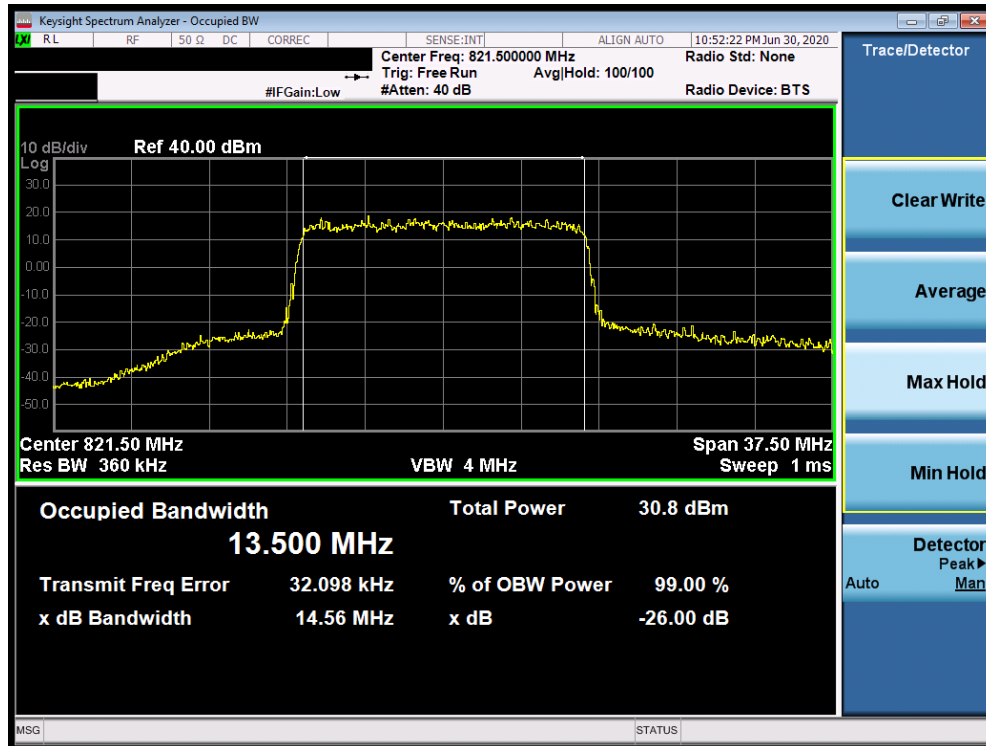 Keysight Spectrum Analyzer - Occupied BW
LXI RL RF 50 Ω DC CORREC SENSE:INT ALIGN AUTO 10:52:22 PM Jun 30, 2020
Center Freq: 821.500000 MHz Radio Std: None
Trig: Free Run Avg|Hold: 100/100
#IFGain:Low #Atten: 40 dB Radio Device: BTS
Trace/Detector
10 dB/div Ref 40.00 dBm
Log
30.0
20.0
10.0
0.00
-10.0
-20.0
-30.0
-40.0
-50.0
Center 821.50 MHz Span 37.50 MHz
Res BW 360 kHz VBW 4 MHz Sweep 1 ms
Occupied Bandwidth Total Power 30.8 dBm
13.500 MHz
Transmit Freq Error 32.098 kHz % of OBW Power 99.00 %
x dB Bandwidth 14.56 MHz x dB -26.00 dB
Clear Write
Average
Max Hold
Min Hold
Detector
Peak▶
Auto Man
MSG STATUS